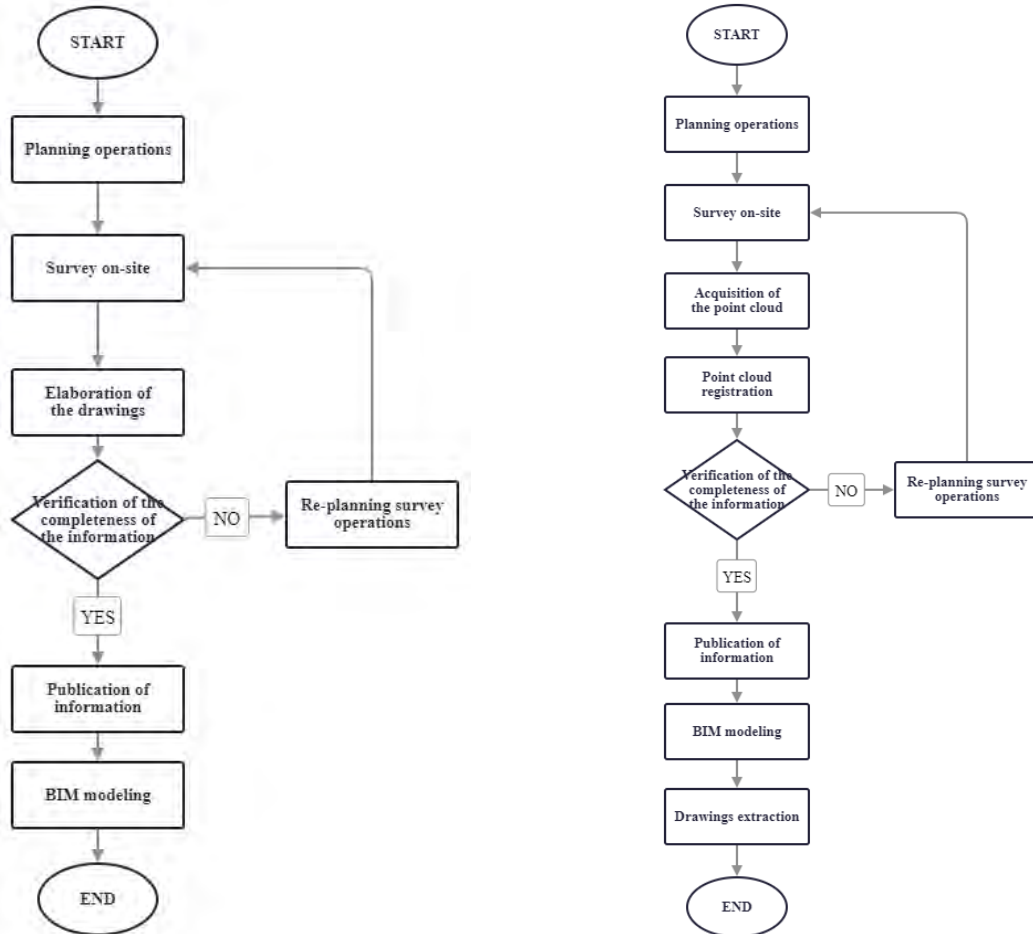 START
Planning operations
Survey on-site
Elaboration of
the drawings
Verification of the
completeness of
the information
NO
Re-planning survey
operations
YES
Publication of
information
BIM modeling
END
START
Planning operations
Survey on-site
Acquisition of
the point cloud
Point cloud
registration
Verification of the
completeness of
the information
NO
Re-planning survey
operations
YES
Publication of
information
BIM modeling
Drawings extraction
END